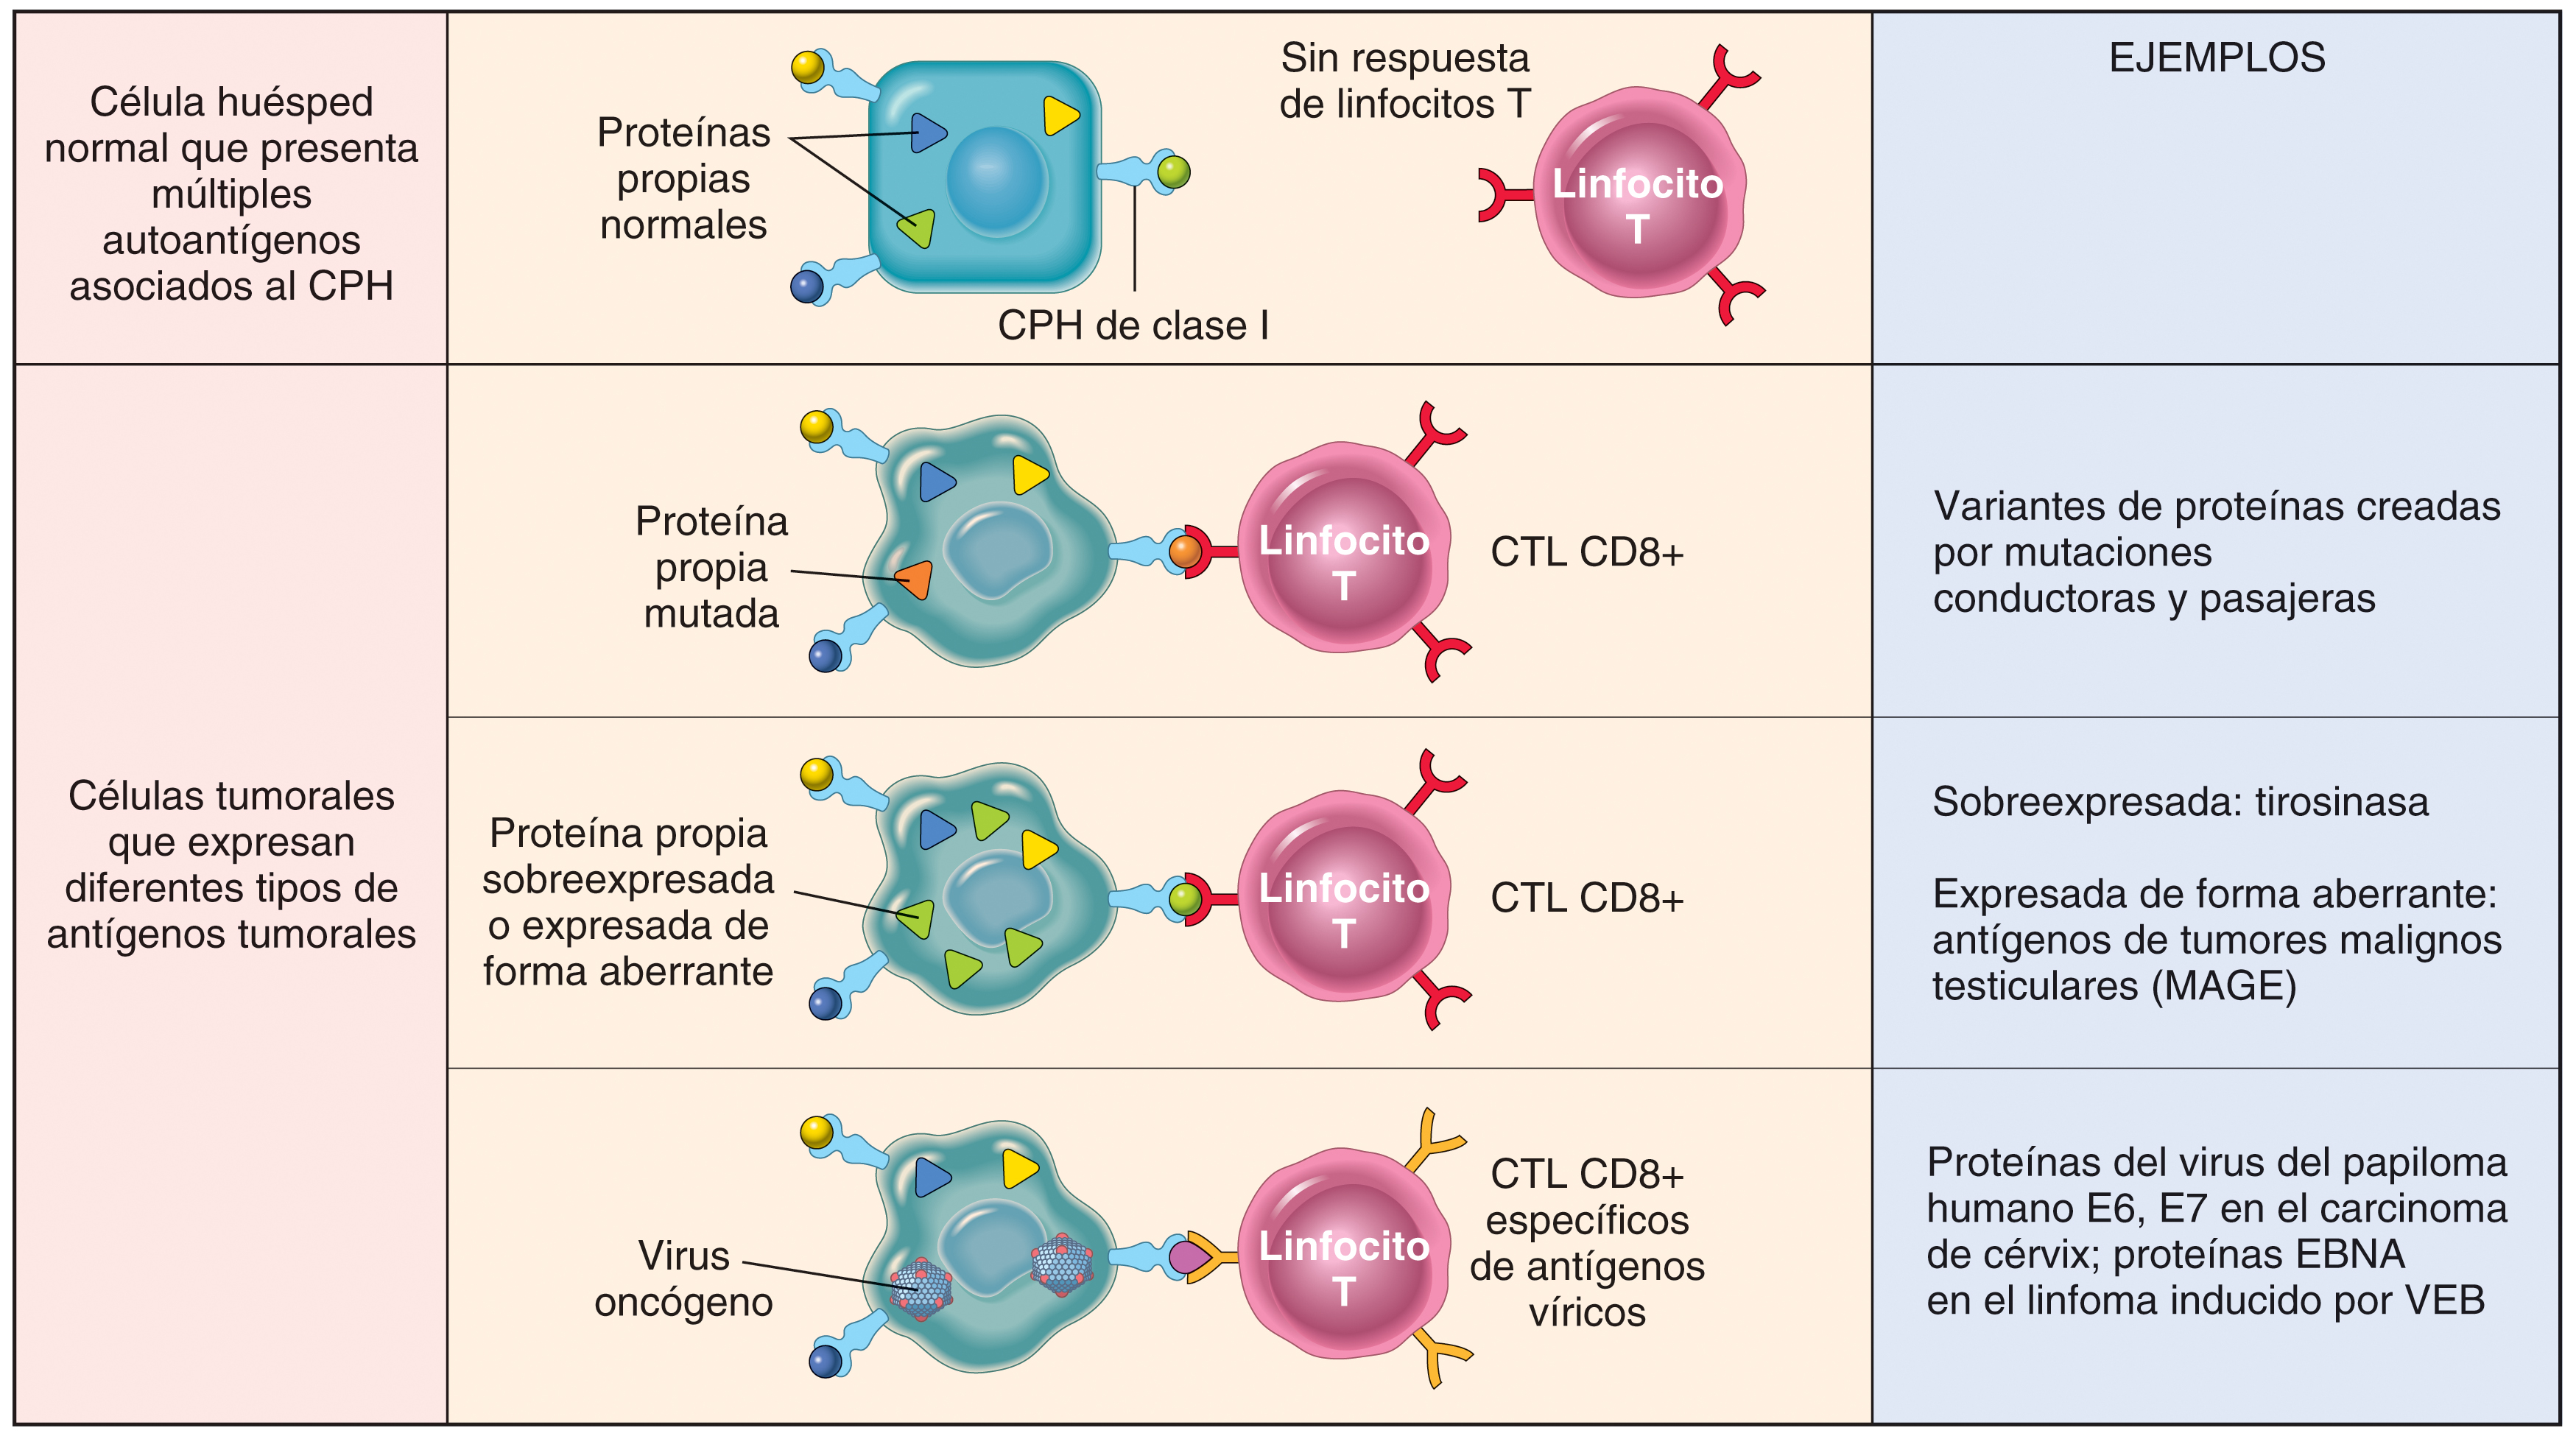 Célula huésped
normal que presenta
múltiples
autoantígenos
asociados al CPH
Proteínas
propias
normales
CPH de clase I
Sin respuesta
de linfocitos T
Linfocito
T
EJEMPLOS
Células tumorales
que expresan
diferentes tipos de
antígenos tumorales
Proteína
propia
mutada
Linfocito
T
CTL CD8+
Variantes de proteínas creadas
por mutaciones
conductoras y pasajeras
Proteína propia
sobreexpresada
o expresada de
forma aberrante
Linfocito
T
CTL CD8+
Sobreexpresada: tirosinasa
Expresada de forma aberrante:
antígenos de tumores malignos
testiculares (MAGE)
Virus
oncógeno
Linfocito
T
CTL CD8+
específicos
de antígenos
víricos
Proteínas del virus del papiloma
humano E6, E7 en el carcinoma
de cérvix; proteínas EBNA
en el linfoma inducido por VEB